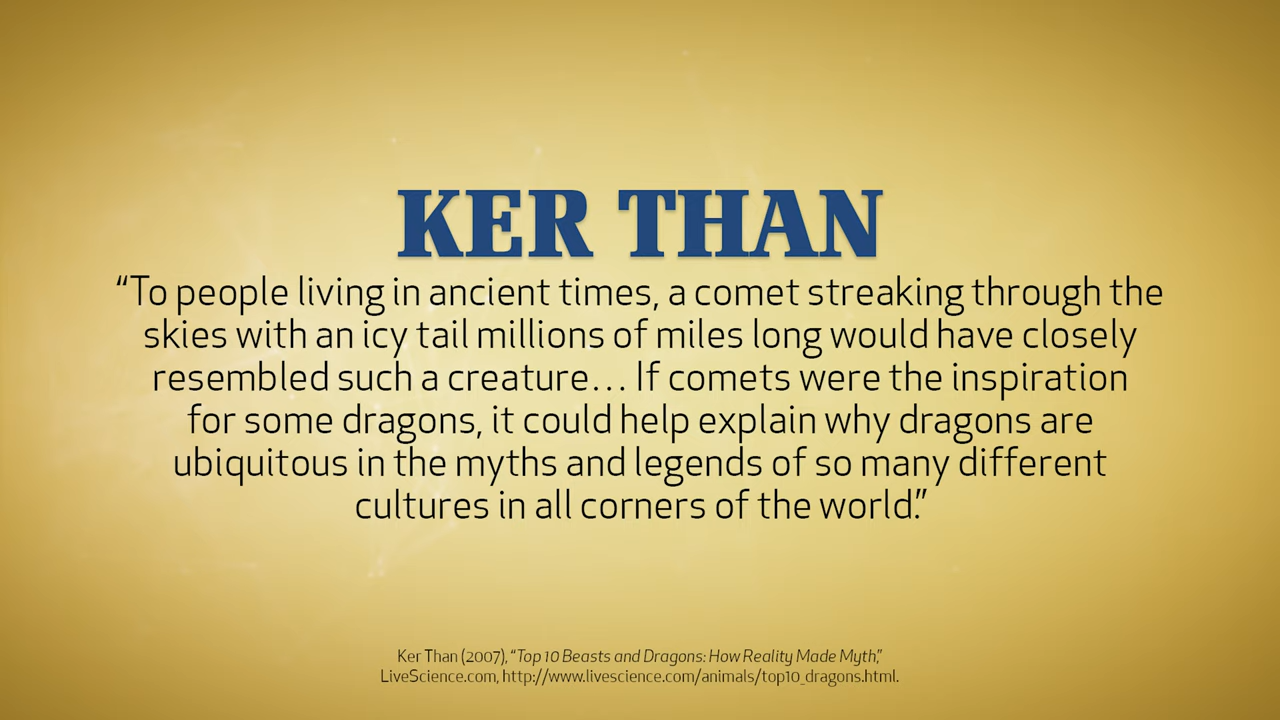 KER THAN
“To people living in ancient times, a comet streaking through the
skies with an icy tail millions of miles long would have closely
resembled such a creature… If comets were the inspiration
for some dragons, it could help explain why dragons are
ubiquitous in the myths and legends of so many different
cultures in all corners of the world.”
Ker Than (2007), “Top 10 Beasts and Dragons: How Reality Made Myth,”
LiveScience.com, http://www.livescience.com/animals/top10_dragons.html.